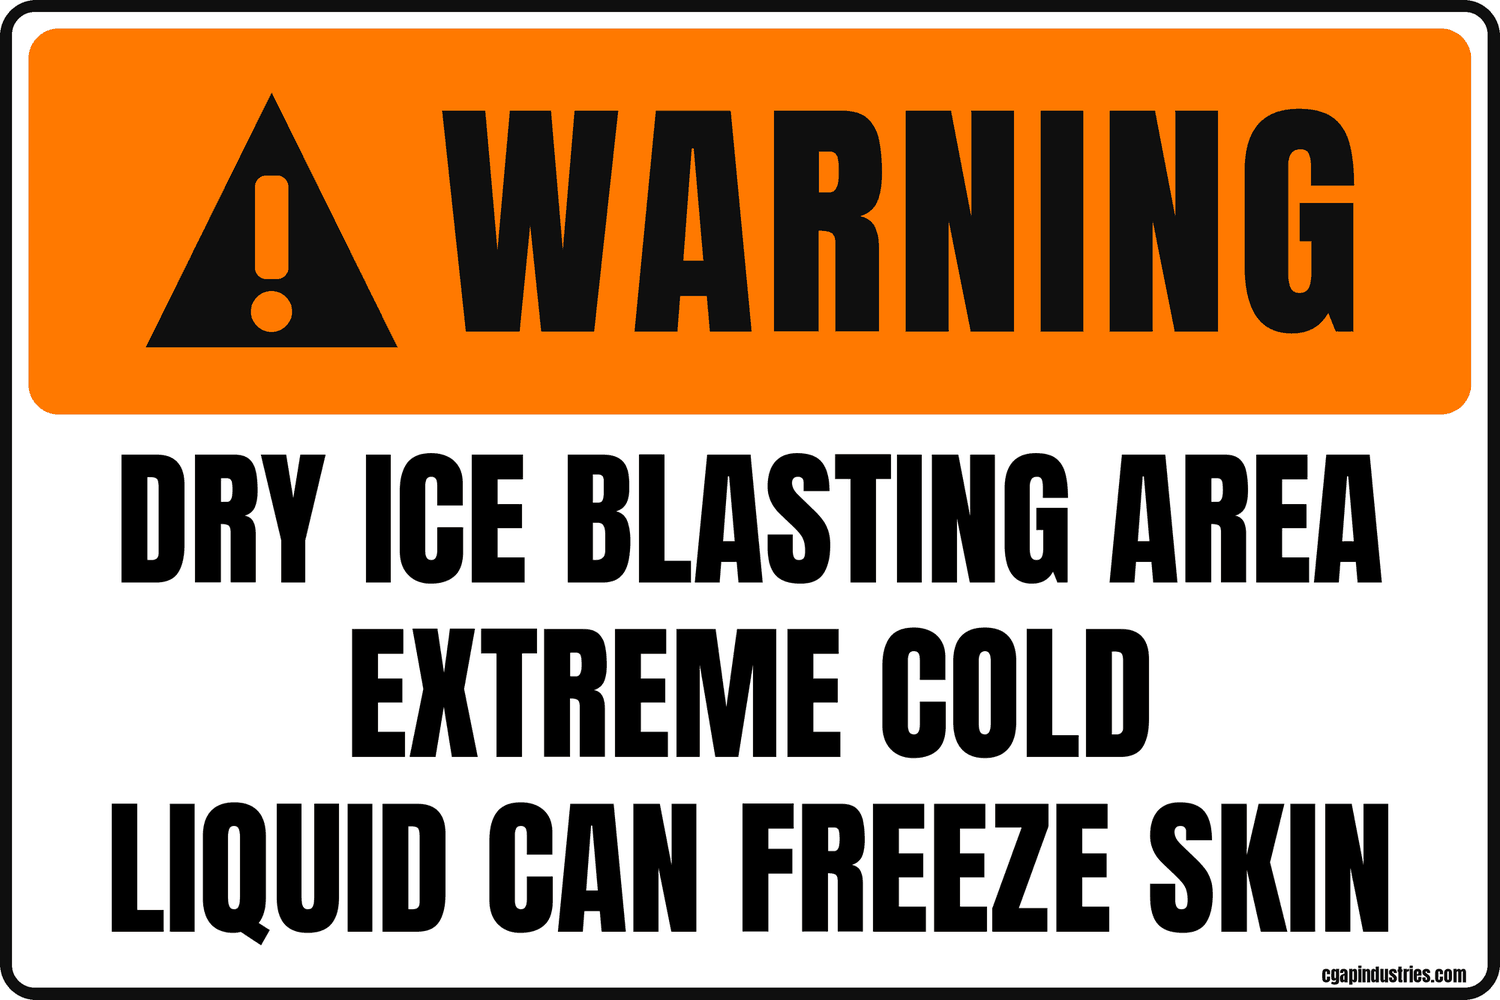 WARNING
DRY ICE BLASTING AREA
EXTREME COLD
LIQUID CAN FREEZE SKIN
cgapindustries.com